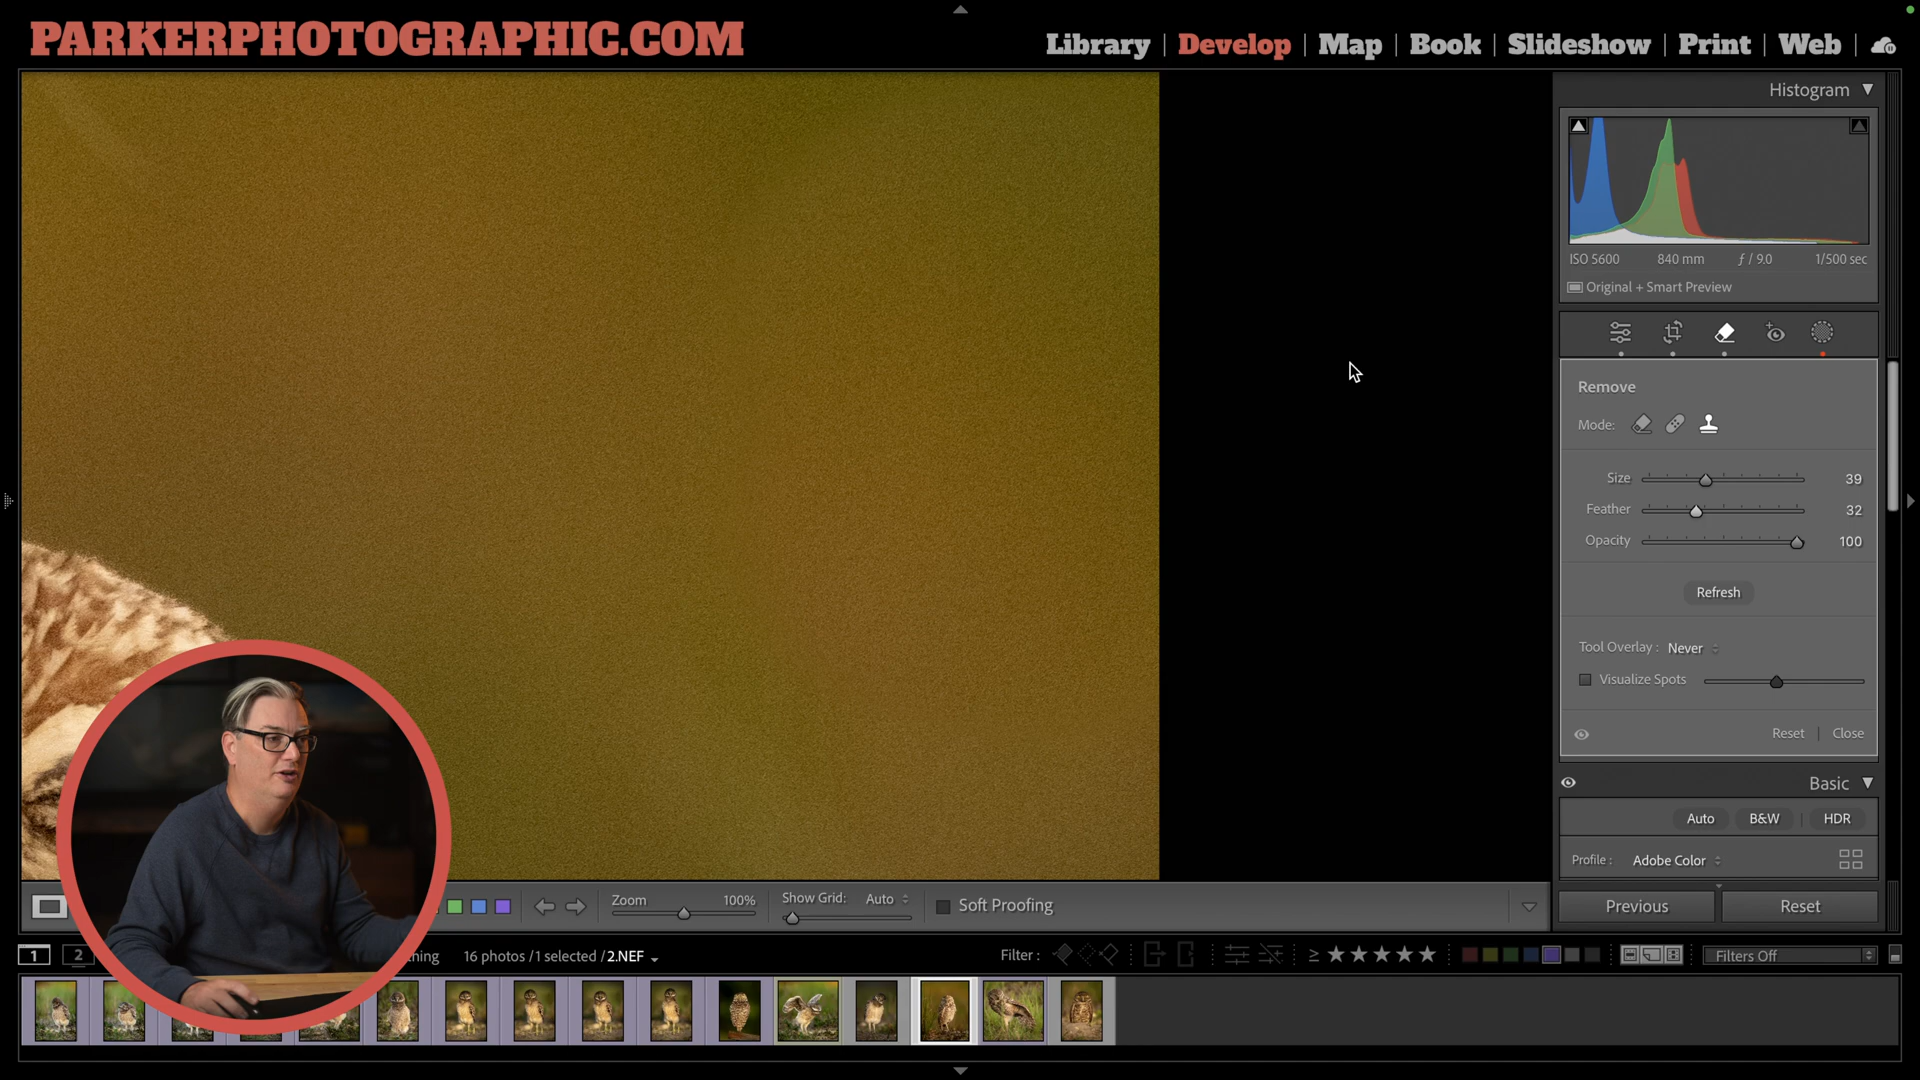 PARKERPHOTOGRAPHIC.COM
Library | Develop | Map | Book | Slideshow | Print | Web |
Histogram
ISO 5600 840 mm ƒ / 9.0 1/500 sec
Original + Smart Preview
Remove
Mode:
Size 39
Feather 32
Opacity 100
Refresh
Tool Overlay : Never
Visualize Spots
Reset | Close
Basic
Auto B&W | HDR
Profile : Adobe Color
Previous Reset
Zoom 100%
Show Grid: Auto
Soft Proofing
1 2
16 photos / 1 selected / 2.NEF
Filter :
≥ ★★★★★
Filters Off